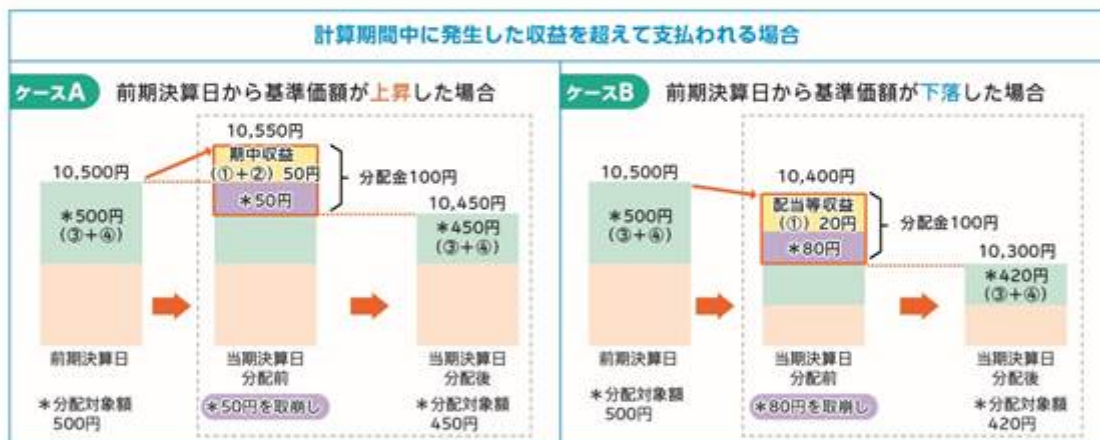 計算期間中に発生した収益を超えて支払われる場合
ケースA
前期決算日から基準価額が上昇した場合
10,550円
期中収益
(①+②) 50円
*50円
10,500円
*500円
(③+④)
分配金100円
10,450円
*450円
(③+④)
前期決算日
当期決算日
分配前
当期決算日
分配後
*分配対象額
500円
*50円を取崩し
*分配対象額
450円
ケースB
前期決算日から基準価額が下落した場合
10,500円
*500円
(③+④)
10,400円
配当等収益
(①) 20円
*80円
分配金100円
10,300円
*420円
(③+④)
前期決算日
当期決算日
分配前
当期決算日
分配後
*分配対象額
500円
*80円を取崩し
*分配対象額
420円